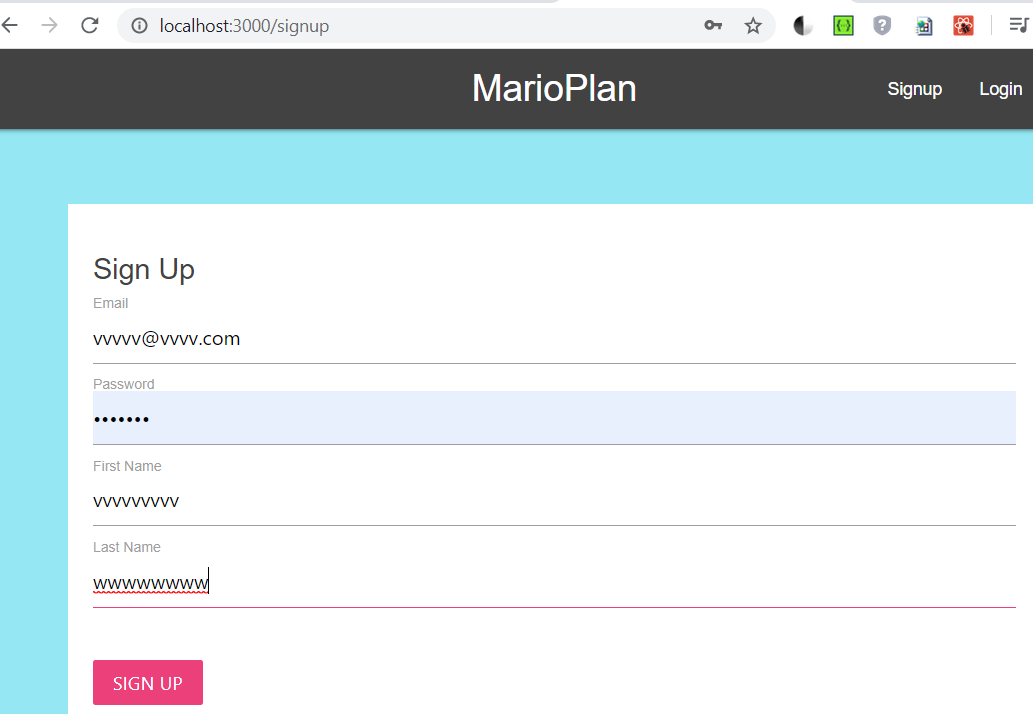 localhost:3000/signup
MarioPlan
Signup Login
Sign Up
Email
vvvvv@vvvv.com
Password
•••••••
First Name
vvvvvvvvv
Last Name
wwwwwwww
SIGN UP